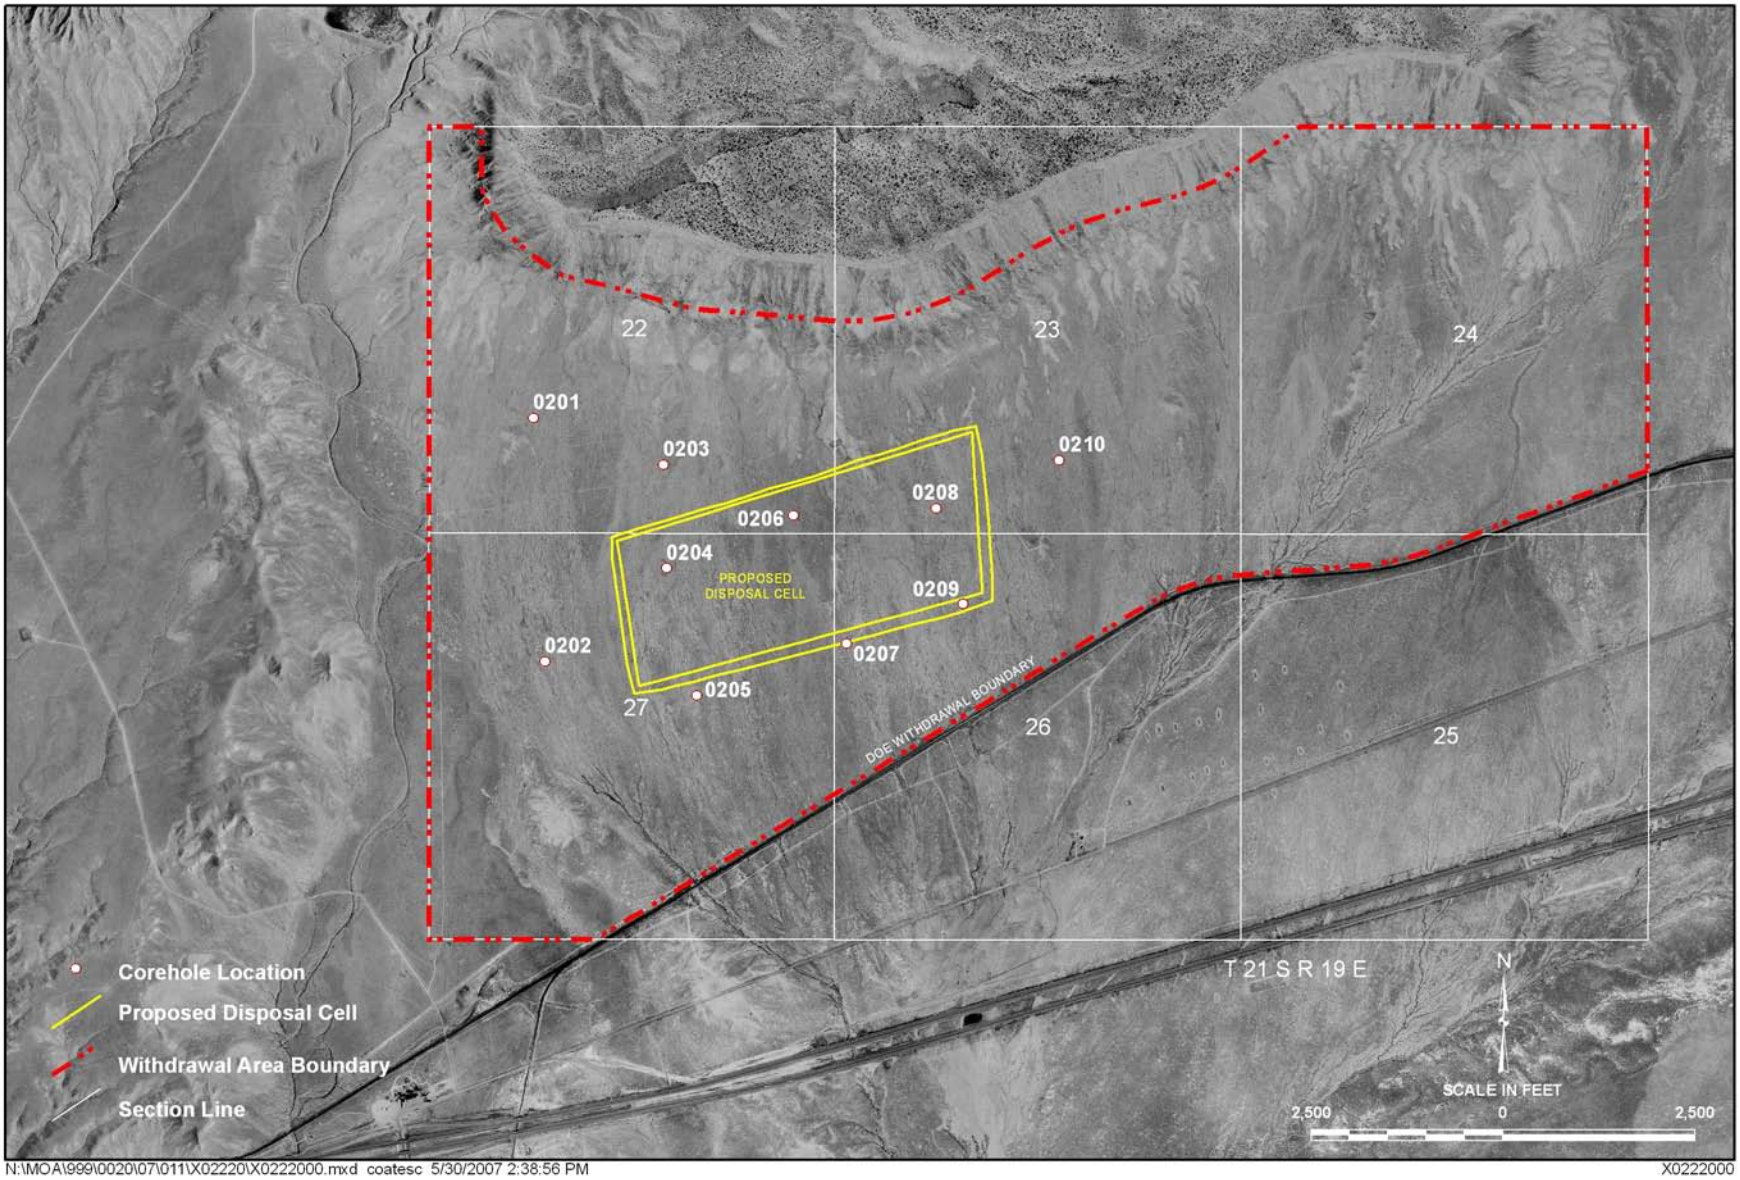 22
23
24
0201
0203
0210
0208
0206
0204
PROPOSED
DISPOSAL CELL
0209
0202
0207
0205
27
DOE WITHDRAWAL BOUNDARY
26
25
Corehole Location
Proposed Disposal Cell
Withdrawal Area Boundary
Section Line
T 21 S R 19 E
N
SCALE IN FEET
2,500 0 2,500
N:\MOA\999\0020\07\011\X02220\X02222000.mxd coatesc 5/30/2007 2:38:56 PM
X0222000